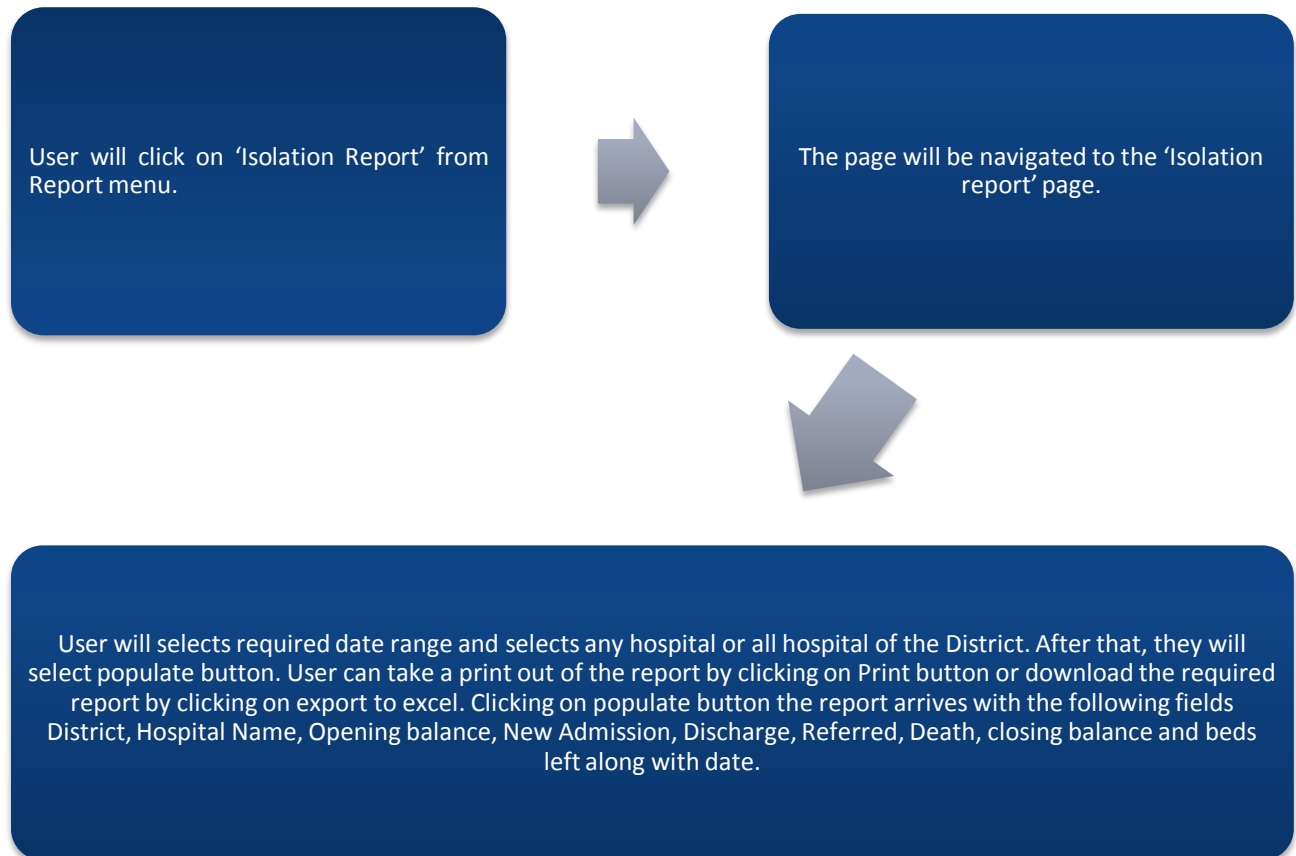 User will click on ‘Isolation Report’ from
Report menu.
The page will be navigated to the ‘Isolation
report’ page.
User will selects required date range and selects any hospital or all hospital of the District. After that, they will
select populate button. User can take a print out of the report by clicking on Print button or download the required
report by clicking on export to excel. Clicking on populate button the report arrives with the following fields
District, Hospital Name, Opening balance, New Admission, Discharge, Referred, Death, closing balance and beds
left along with date.